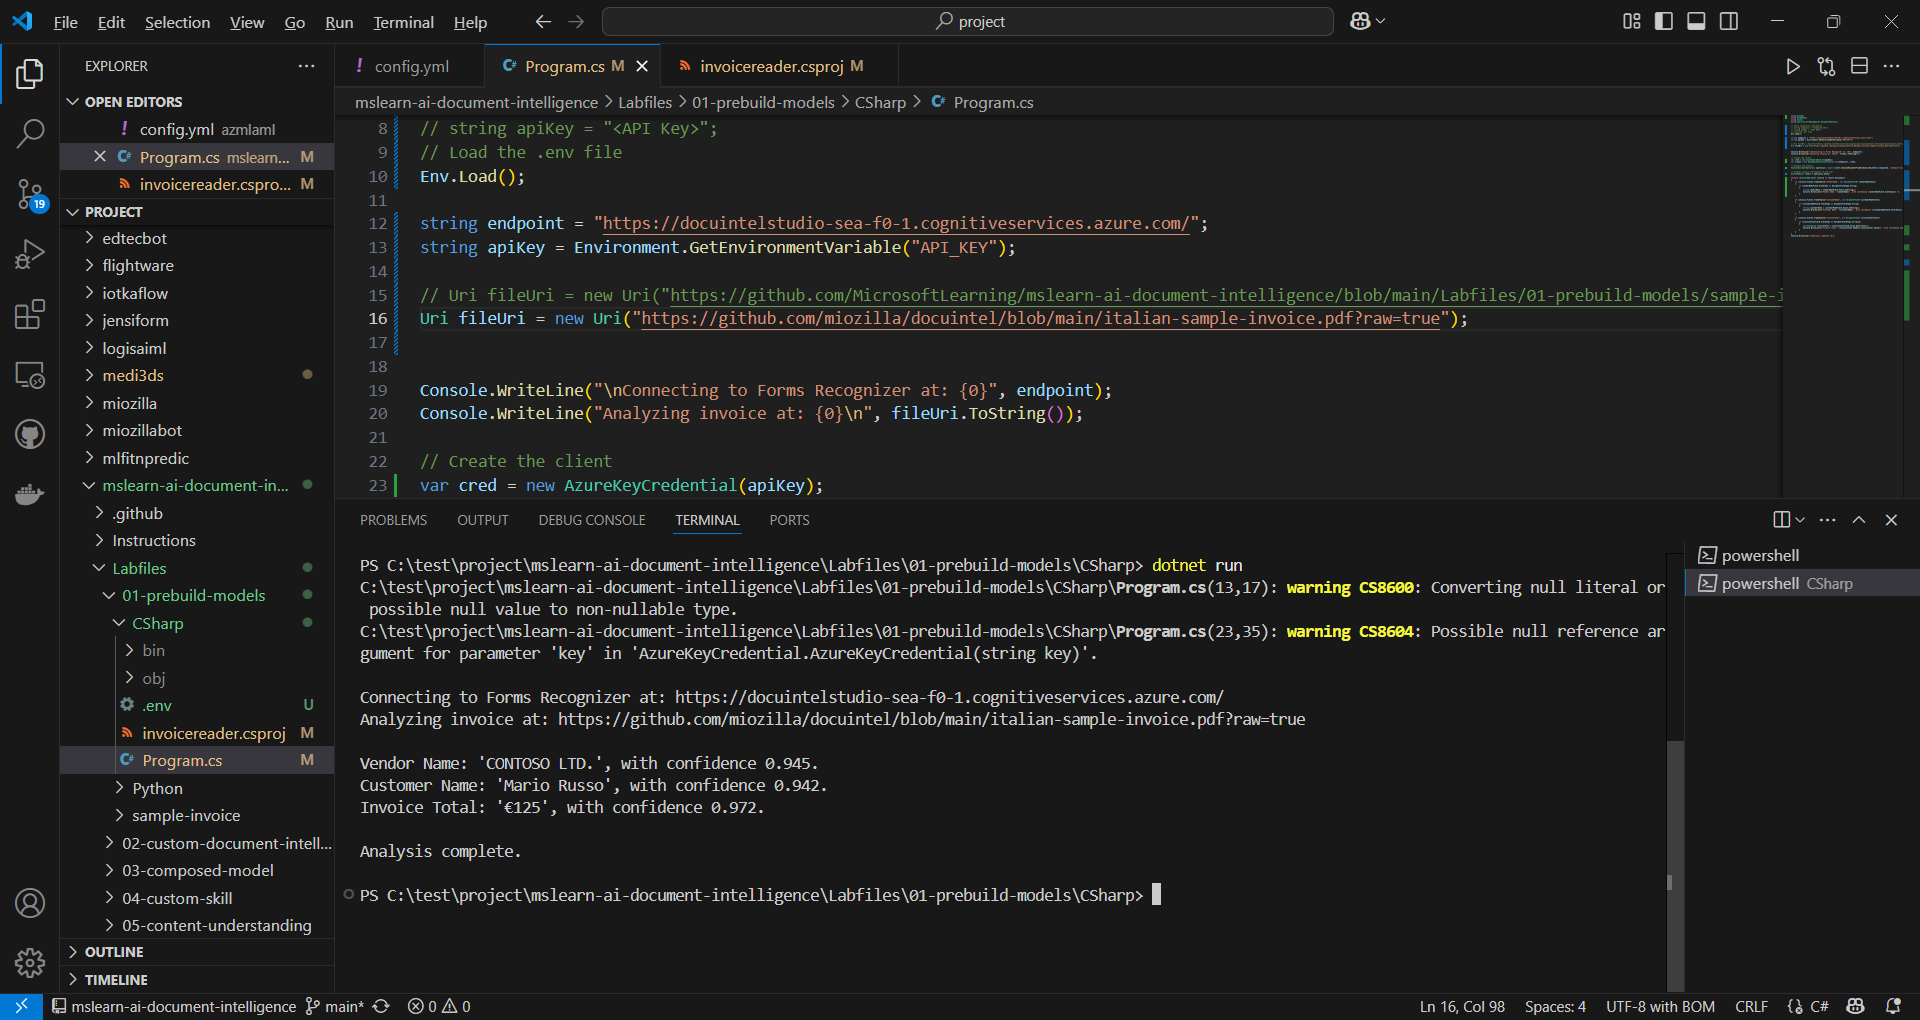 File Edit Selection View Go Run Terminal Help
project
EXPLORER
OPEN EDITORS
config.yml azmlaml
Program.cs mslearn... M
invoicereader.cspro... M
PROJECT
edtecbot
flightware
iotkaflow
jensiform
logisaiml
medi3ds
miozilla
miozillabot
mlfitnpredic
mslearn-ai-document-in...
.github
Instructions
Labfiles
01-prebuild-models
CSharp
bin
obj
.env U
invoicereader.csproj M
Program.cs M
Python
sample-invoice
02-custom-document-intell...
03-composed-model
04-custom-skill
05-content-understanding
OUTLINE
TIMELINE
config.yml
Program.cs M
invoicereader.csproj M
mslearn-ai-document-intelligence > Labfiles > 01-prebuild-models > CSharp > Program.cs
8 // string apiKey = "<API Key>";
9 // Load the .env file
10 Env.Load();
11
12 string endpoint = "https://docuintelstudio-sea-f0-1.cognitiveservices.azure.com/";
13 string apiKey = Environment.GetEnvironmentVariable("API_KEY");
14
15 // Uri fileUri = new Uri("https://github.com/MicrosoftLearning/mslearn-ai-document-intelligence/blob/main/Labfiles/01-prebuild-models/sample-i
16 Uri fileUri = new Uri("https://github.com/miozilla/docuintel/blob/main/italian-sample-invoice.pdf?raw=true");
17
18
19 Console.WriteLine("\nConnecting to Forms Recognizer at: {0}", endpoint);
20 Console.WriteLine("Analyzing invoice at: {0}\n", fileUri.ToString());
21
22 // Create the client
23 var cred = new AzureKeyCredential(apiKey);
PROBLEMS OUTPUT DEBUG CONSOLE TERMINAL PORTS
PS C:\test\project\mslearn-ai-document-intelligence\Labfiles\01-prebuild-models\CSharp> dotnet run
C:\test\project\mslearn-ai-document-intelligence\Labfiles\01-prebuild-models\CSharp\Program.cs(13,17): warning CS8600: Converting null literal or
possible null value to non-nullable type.
C:\test\project\mslearn-ai-document-intelligence\Labfiles\01-prebuild-models\CSharp\Program.cs(23,35): warning CS8604: Possible null reference ar
gument for parameter 'key' in 'AzureKeyCredential.AzureKeyCredential(string key)'.
Connecting to Forms Recognizer at: https://docuintelstudio-sea-f0-1.cognitiveservices.azure.com/
Analyzing invoice at: https://github.com/miozilla/docuintel/blob/main/italian-sample-invoice.pdf?raw=true
Vendor Name: 'CONTOSO LTD.', with confidence 0.945.
Customer Name: 'Mario Russo', with confidence 0.942.
Invoice Total: '€125', with confidence 0.972.
Analysis complete.
PS C:\test\project\mslearn-ai-document-intelligence\Labfiles\01-prebuild-models\CSharp>
powershell
powershell CSharp
19
mslearn-ai-document-intelligence main* 0 0
Ln 16, Col 98 Spaces: 4 UTF-8 with BOM CRLF C#